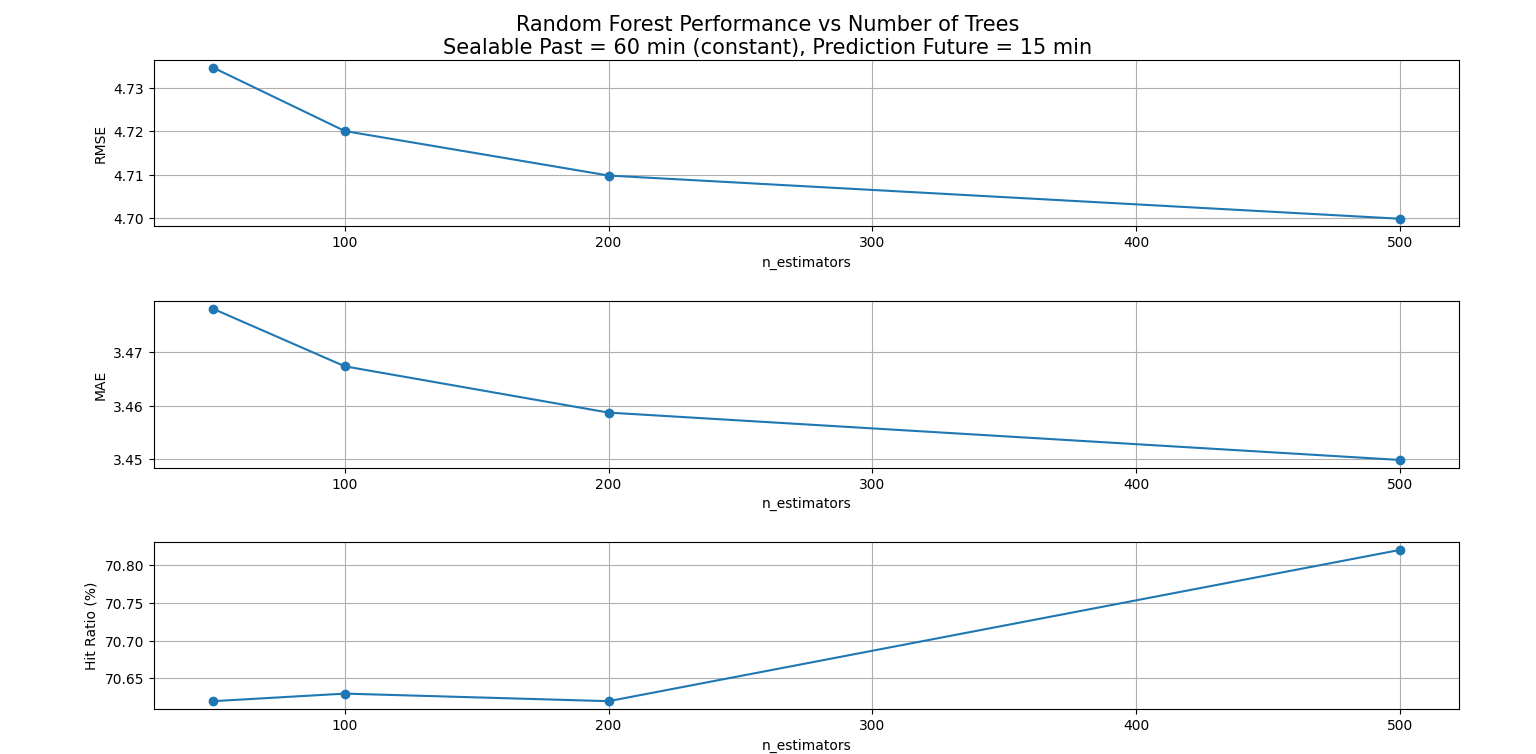 Random Forest Performance vs Number of Trees
Sealable Past = 60 min (constant), Prediction Future = 15 min
4.73
4.72
4.71
4.70
RMSE
100 200 300 400 500
n_estimators
3.47
3.46
3.45
MAE
100 200 300 400 500
n_estimators
70.80
70.75
70.70
70.65
Hit Ratio (%)
100 200 300 400 500
n_estimators